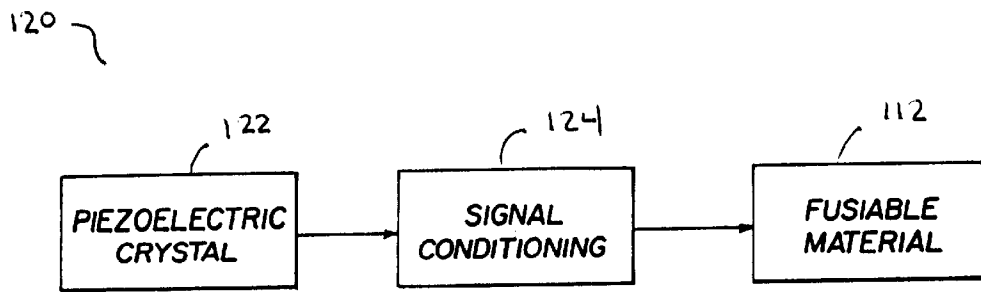 120
122
124
112
PIEZOELECTRIC
CRYSTAL
SIGNAL
CONDITIONING
FUSIABLE
MATERIAL